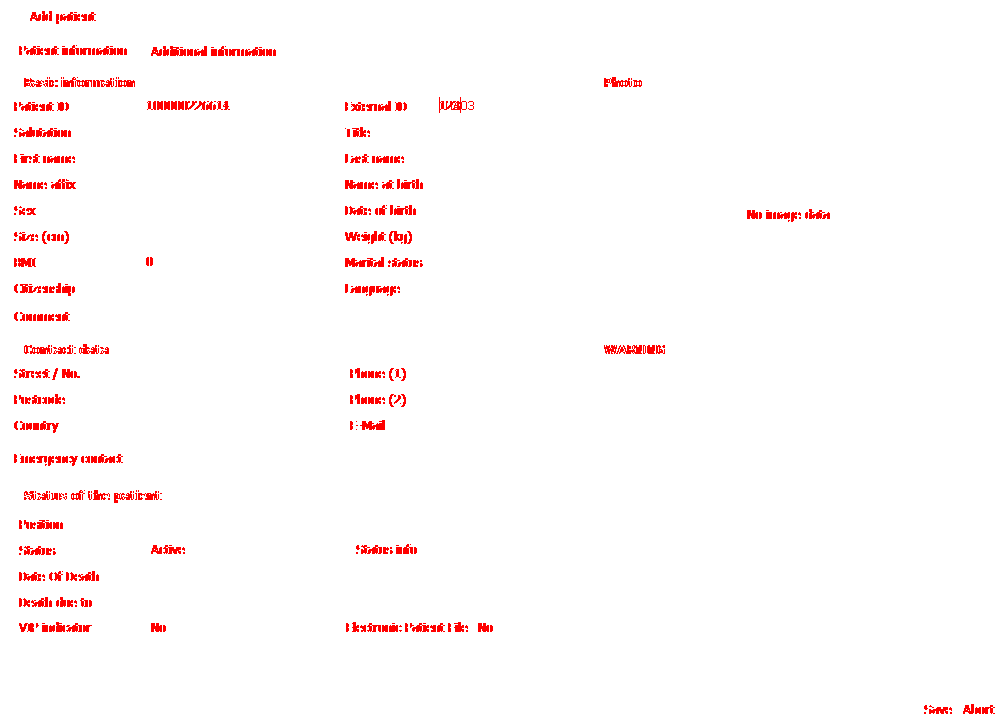 Add patient
Patient information Additional information
Basic information Photo
Patient ID 100000226614 External ID
Salutation Title
First name Last name
Name affix Name at birth
Sex Date of birth
No image data
Size (cm) Weight (kg)
BMI 0 Marital status
Citizenship Language
Comment
Contact data WARNING
Street / No. Phone (1)
Postcode Phone (2)
Country E-Mail
Emergency contact
Status of the patient
Position
Status Active Status info
Date Of Death
Death due to
VIP indicator No Electronic Patient File No
Save Abort